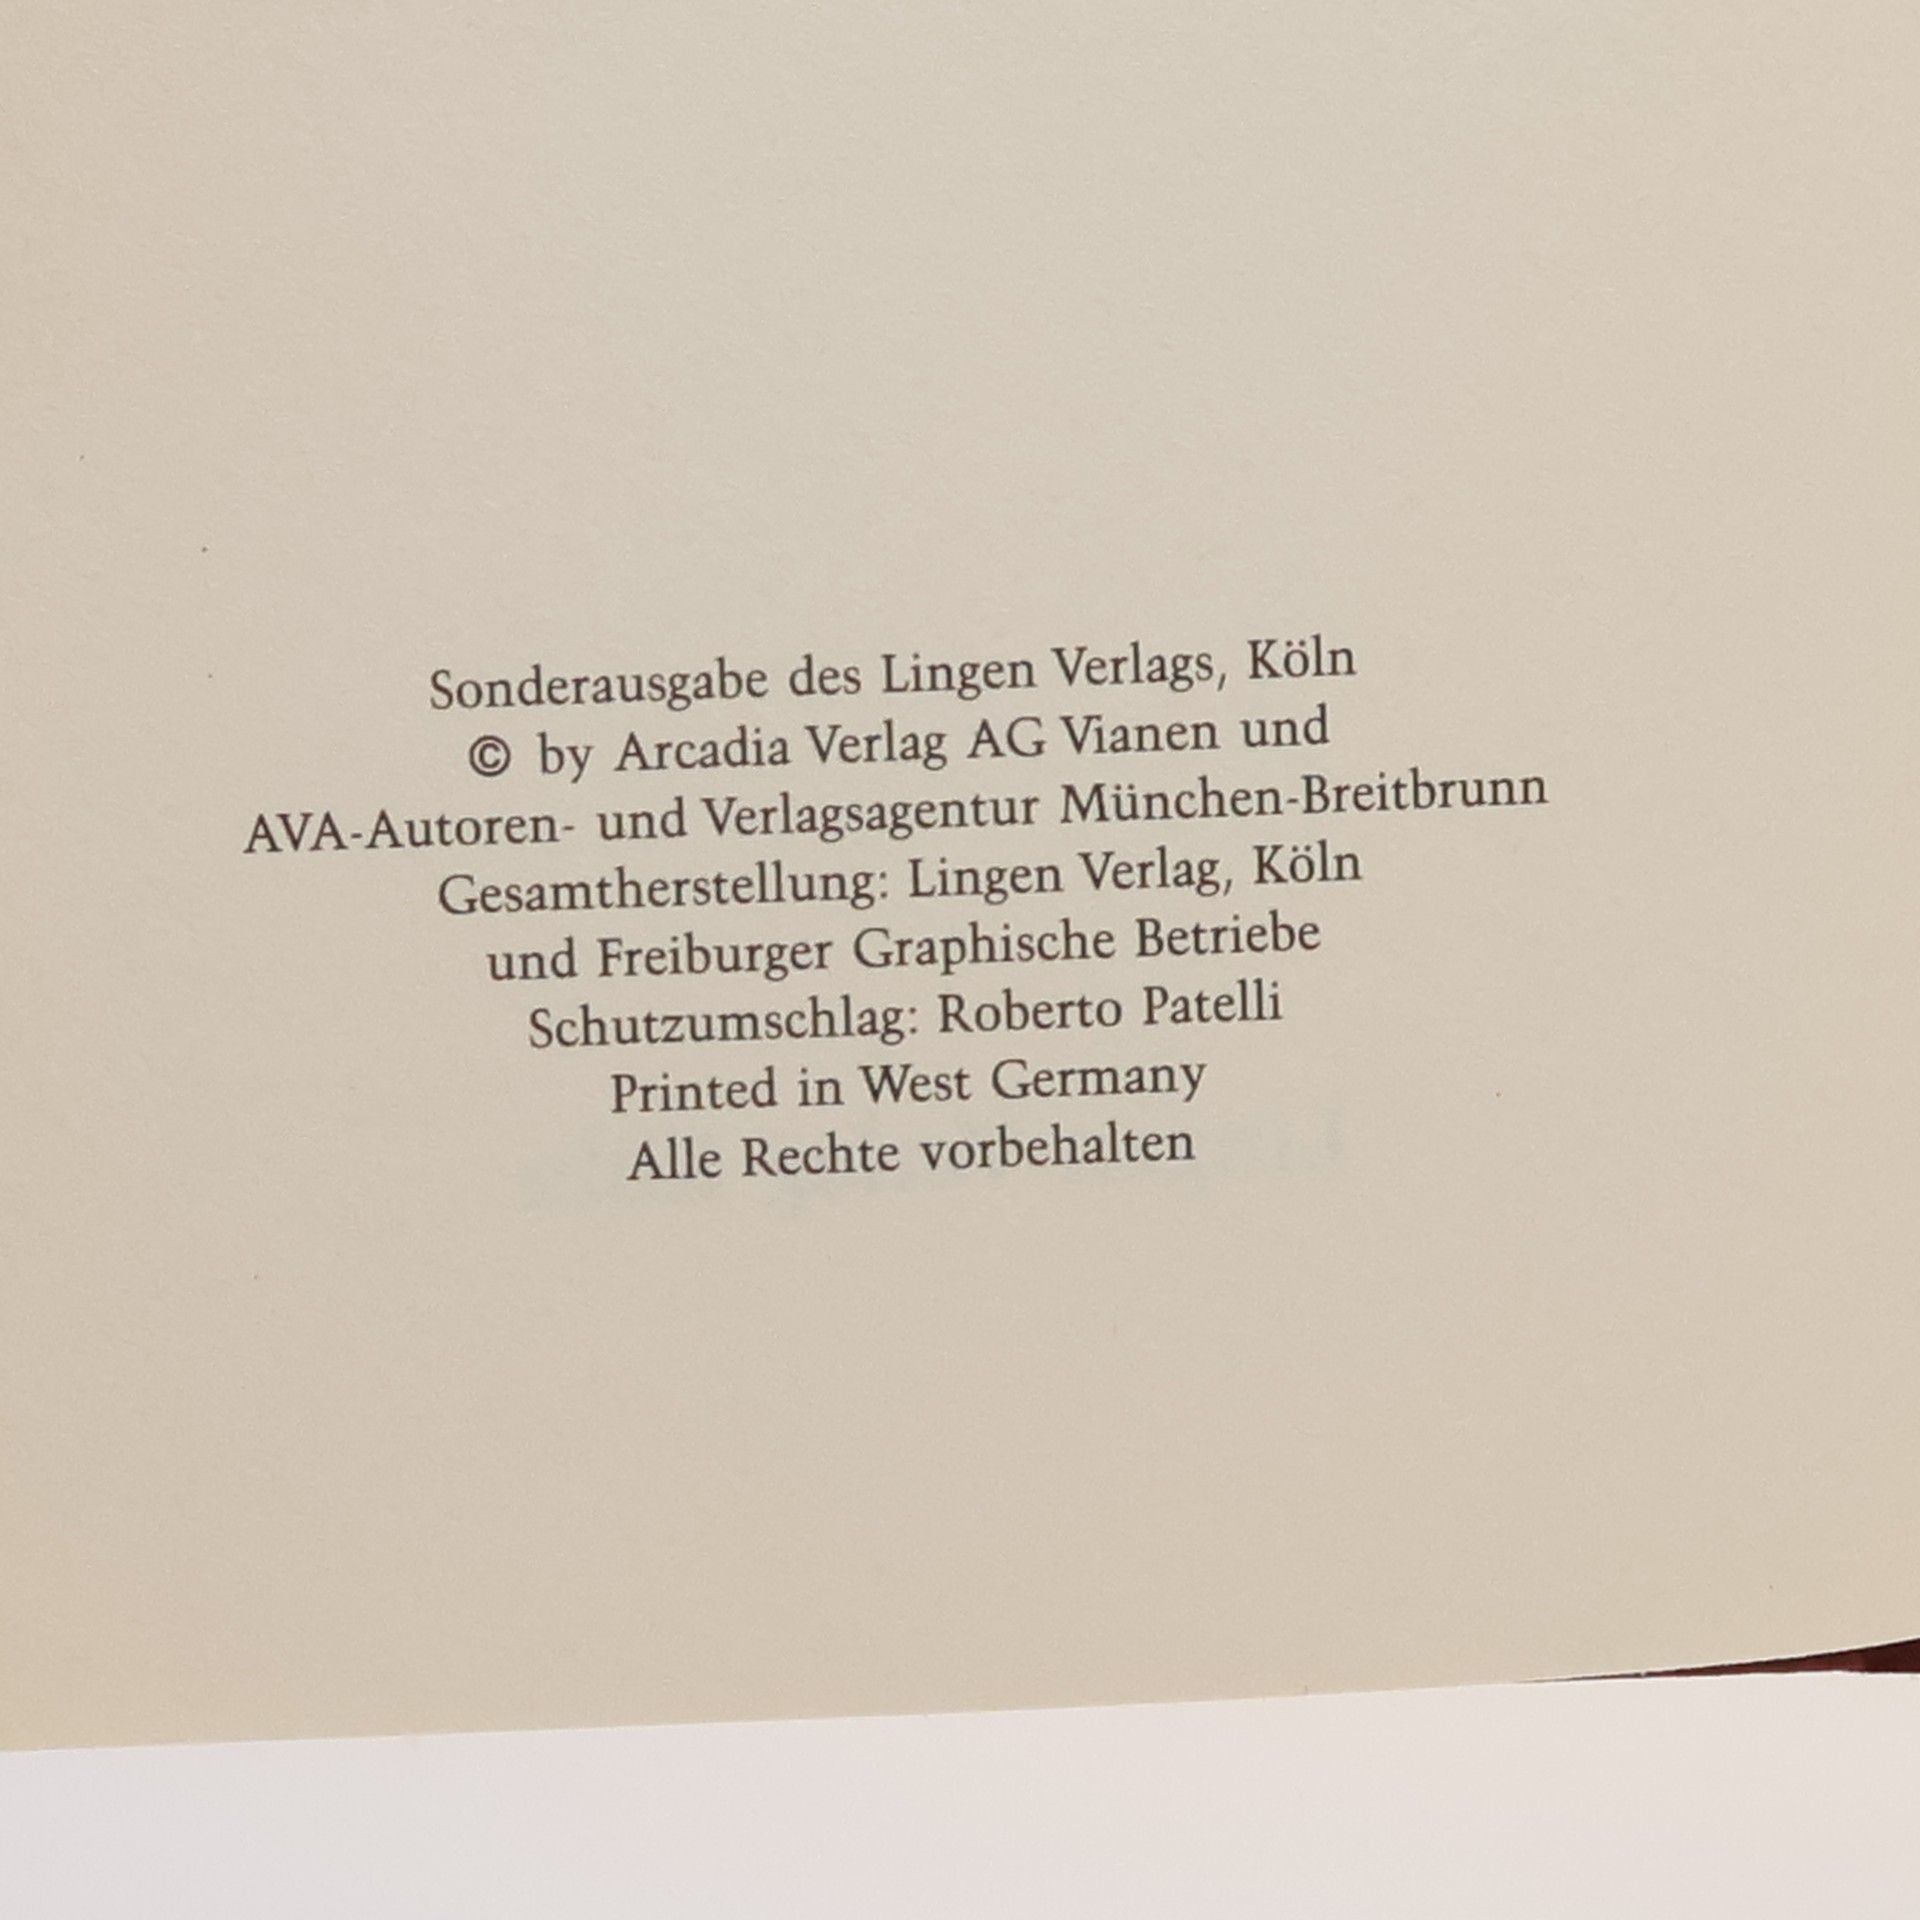 Sonderausgabe des Lingen Verlags, Köln
© by Arcadia Verlag AG Vianen und
AVA-Autoren- und Verlagsagentur München-Breitbrunn
Gesamtherstellung: Lingen Verlag, Köln
und Freiburger Graphische Betriebe
Schutzumschlag: Roberto Patelli
Printed in West Germany
Alle Rechte vorbehalten